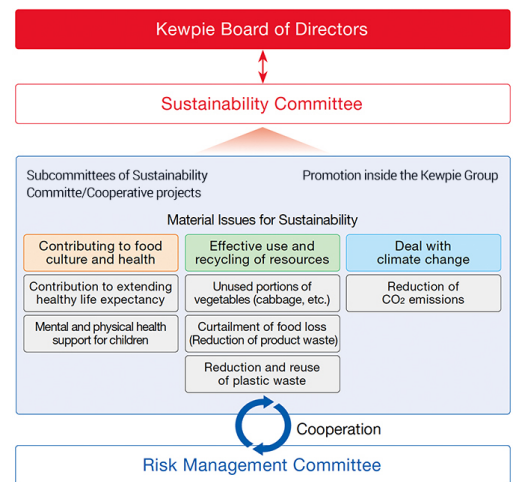 Kewpie Board of Directors
Sustainability Committee
Subcommittees of Sustainability
Committe/Cooperative projects
Promotion inside the Kewpie Group
Material Issues for Sustainability
Contributing to food
culture and health
Contribution to extending
healthy life expectancy
Mental and physical health
support for children
Effective use and
recycling of resources
Unused portions of
vegetables (cabbage, etc.)
Curtailment of food loss
(Reduction of product waste)
Reduction and reuse
of plastic waste
Deal with
climate change
Reduction of
CO₂ emissions
Cooperation
Risk Management Committee